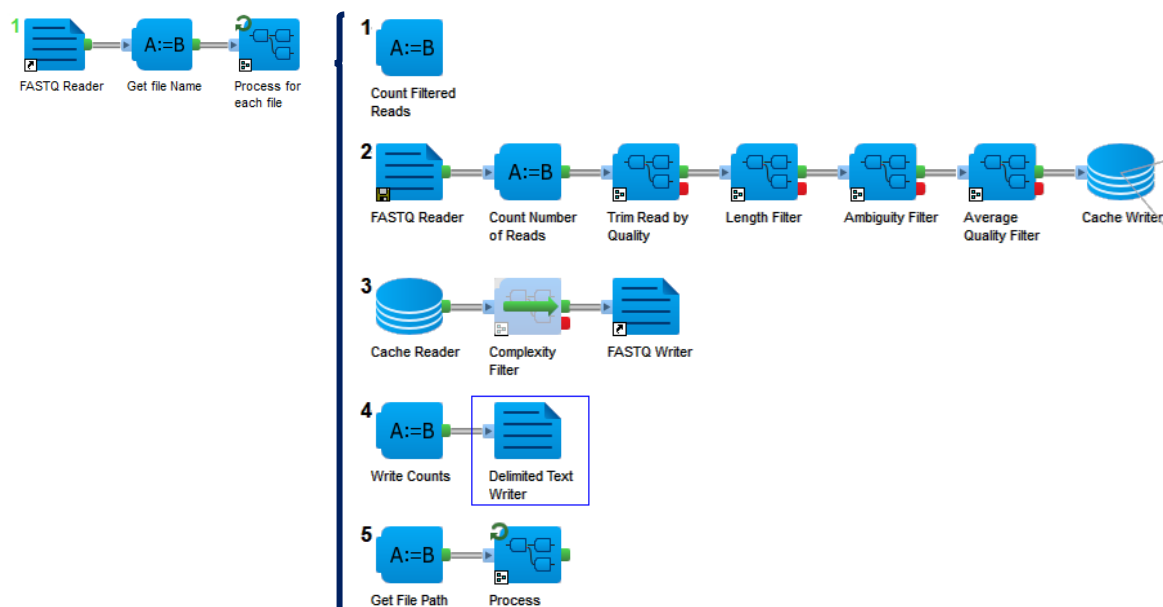 1
A:=B
FASTQ Reader
Get file Name
Process for
each file
1
A:=B
Count Filtered
Reads
2
A:=B
FASTQ Reader
Count Number
of Reads
Trim Read by
Quality
Length Filter
Ambiguity Filter
Average
Quality Filter
Cache Writer
3
Cache Reader
Complexity
Filter
FASTQ Writer
4
A:=B
Write Counts
Delimited Text
Writer
5
A:=B
Get File Path
Process